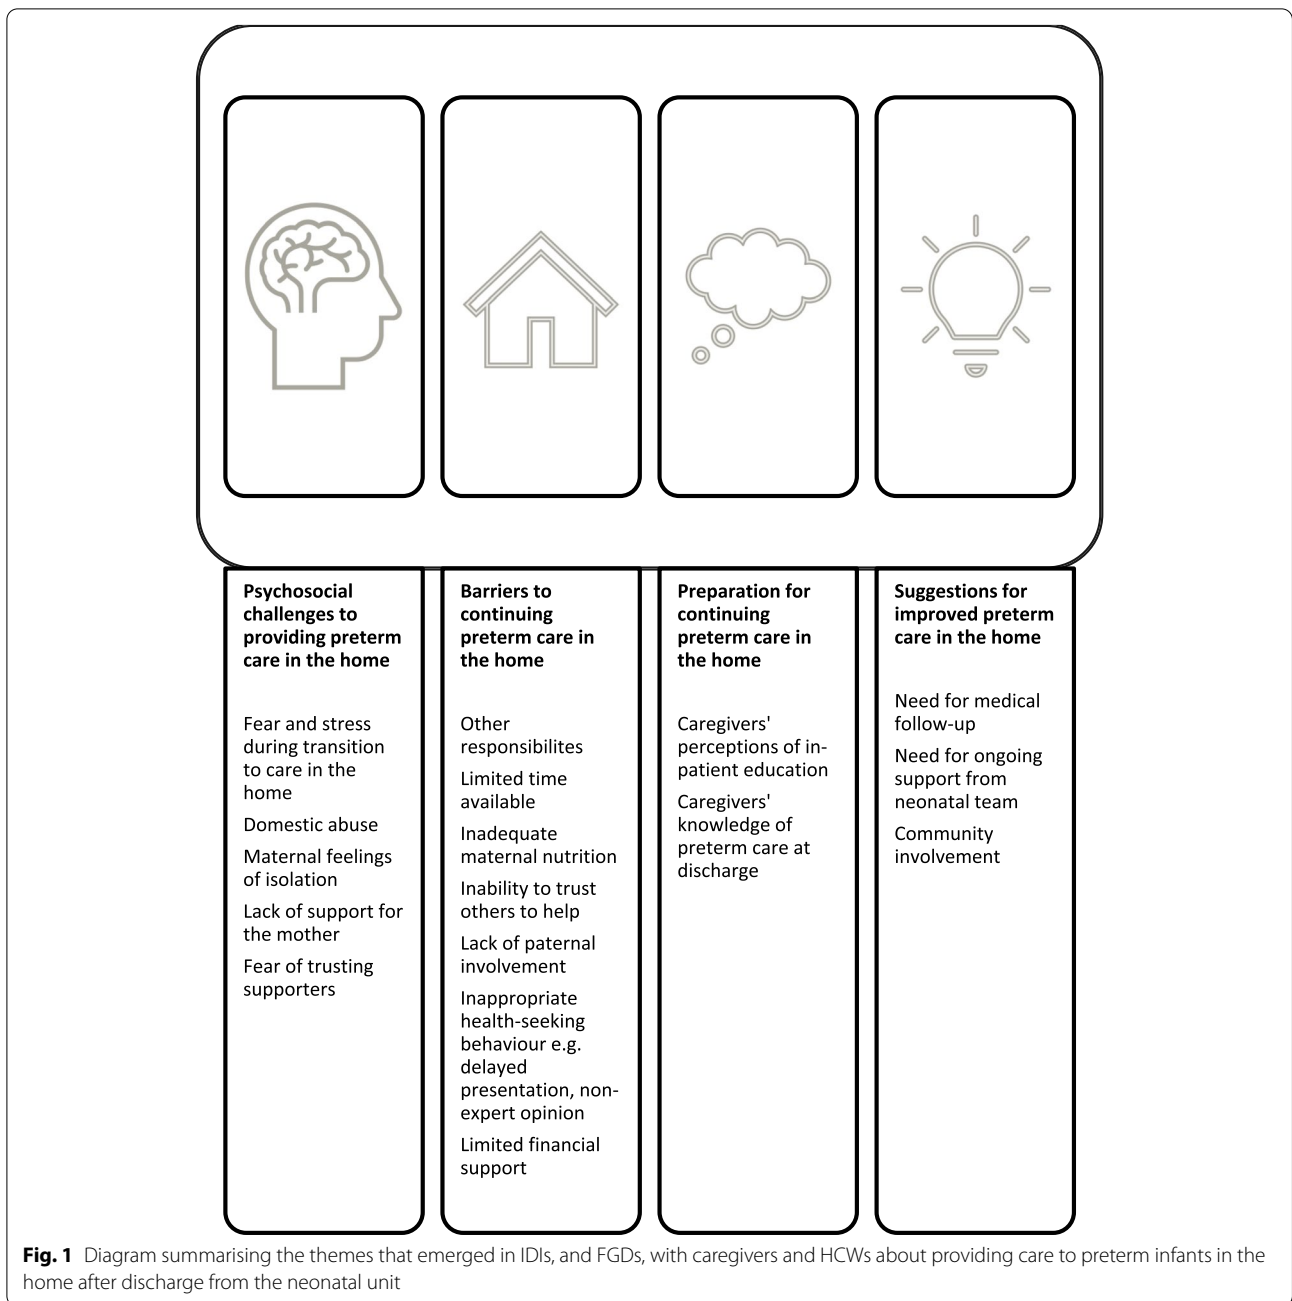 Psychosocial
challenges to
providing preterm
care in the home
Fear and stress
during transition
to care in the
home
Domestic abuse
Maternal feelings
of isolation
Lack of support for
the mother
Fear of trusting
supporters
Barriers to
continuing
preterm care in
the home
Other
responsibilites
Limited time
available
Inadequate
maternal nutrition
Inability to trust
others to help
Lack of paternal
involvement
Inappropriate
health-seeking
behaviour e.g.
delayed
presentation, non-
expert opinion
Limited financial
support
Preparation for
continuing
preterm care in
the home
Caregivers'
perceptions of in-
patient education
Caregivers'
knowledge of
preterm care at
discharge
Suggestions for
improved preterm
care in the home
Need for medical
follow-up
Need for ongoing
support from
neonatal team
Community
involvement
Fig. 1 Diagram summarising the themes that emerged in IDIs, and FGDs, with caregivers and HCWs about providing care to preterm infants in the
home after discharge from the neonatal unit